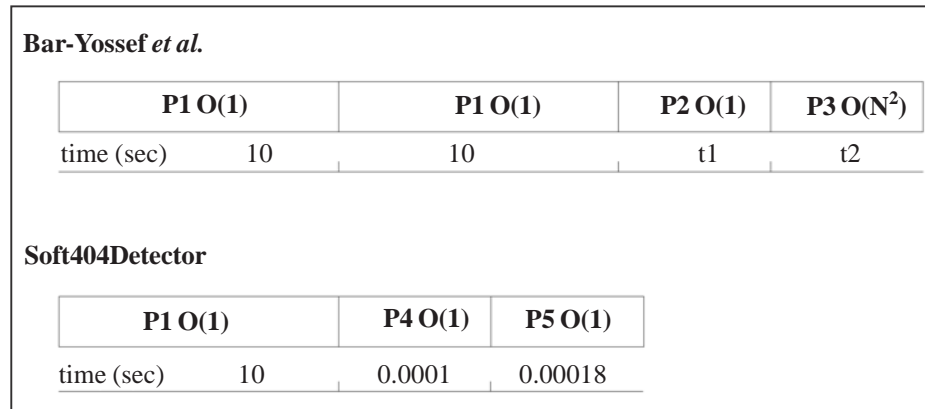 Bar-Yossef et al.
P1 O(1) P1 O(1) P2 O(1) P3 O(N²)
time (sec) 10 10 t1 t2
Soft404Detector
P1 O(1) P4 O(1) P5 O(1)
time (sec) 10 0.0001 0.00018